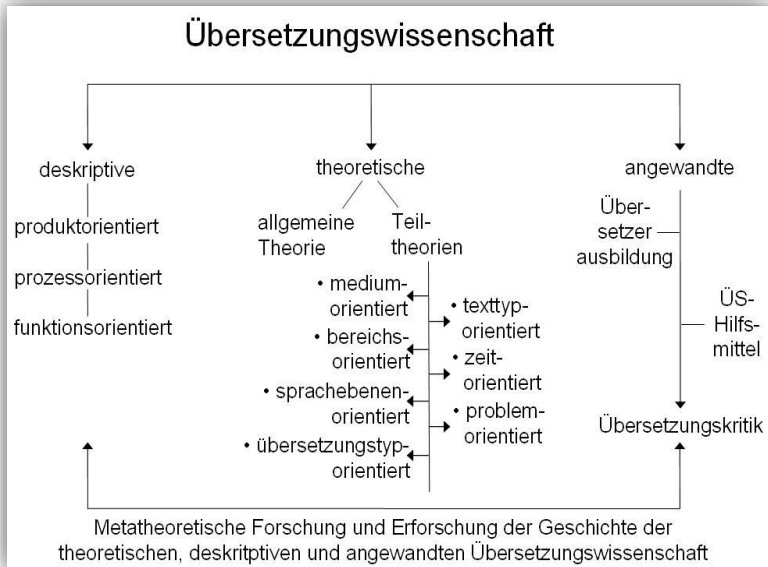 Übersetzungswissenschaft
deskriptive
produktorientiert
prozessorientiert
funktionsorientiert
theoretische
allgemeine
Theorie
Teil-
theorien
• medium-
orientiert
• texttyp-
orientiert
• bereichs-
orientiert
• zeit-
orientiert
• sprachebenen-
orientiert
• problem-
orientiert
• übersetzungstyp-
orientiert
angewandte
Über-
setzer
ausbildung
ÜS-
Hilfs-
mittel
Übersetzungskritik
Metatheoretische Forschung und Erforschung der Geschichte der
theoretischen, deskritptiven und angewandten Übersetzungswissenschaft